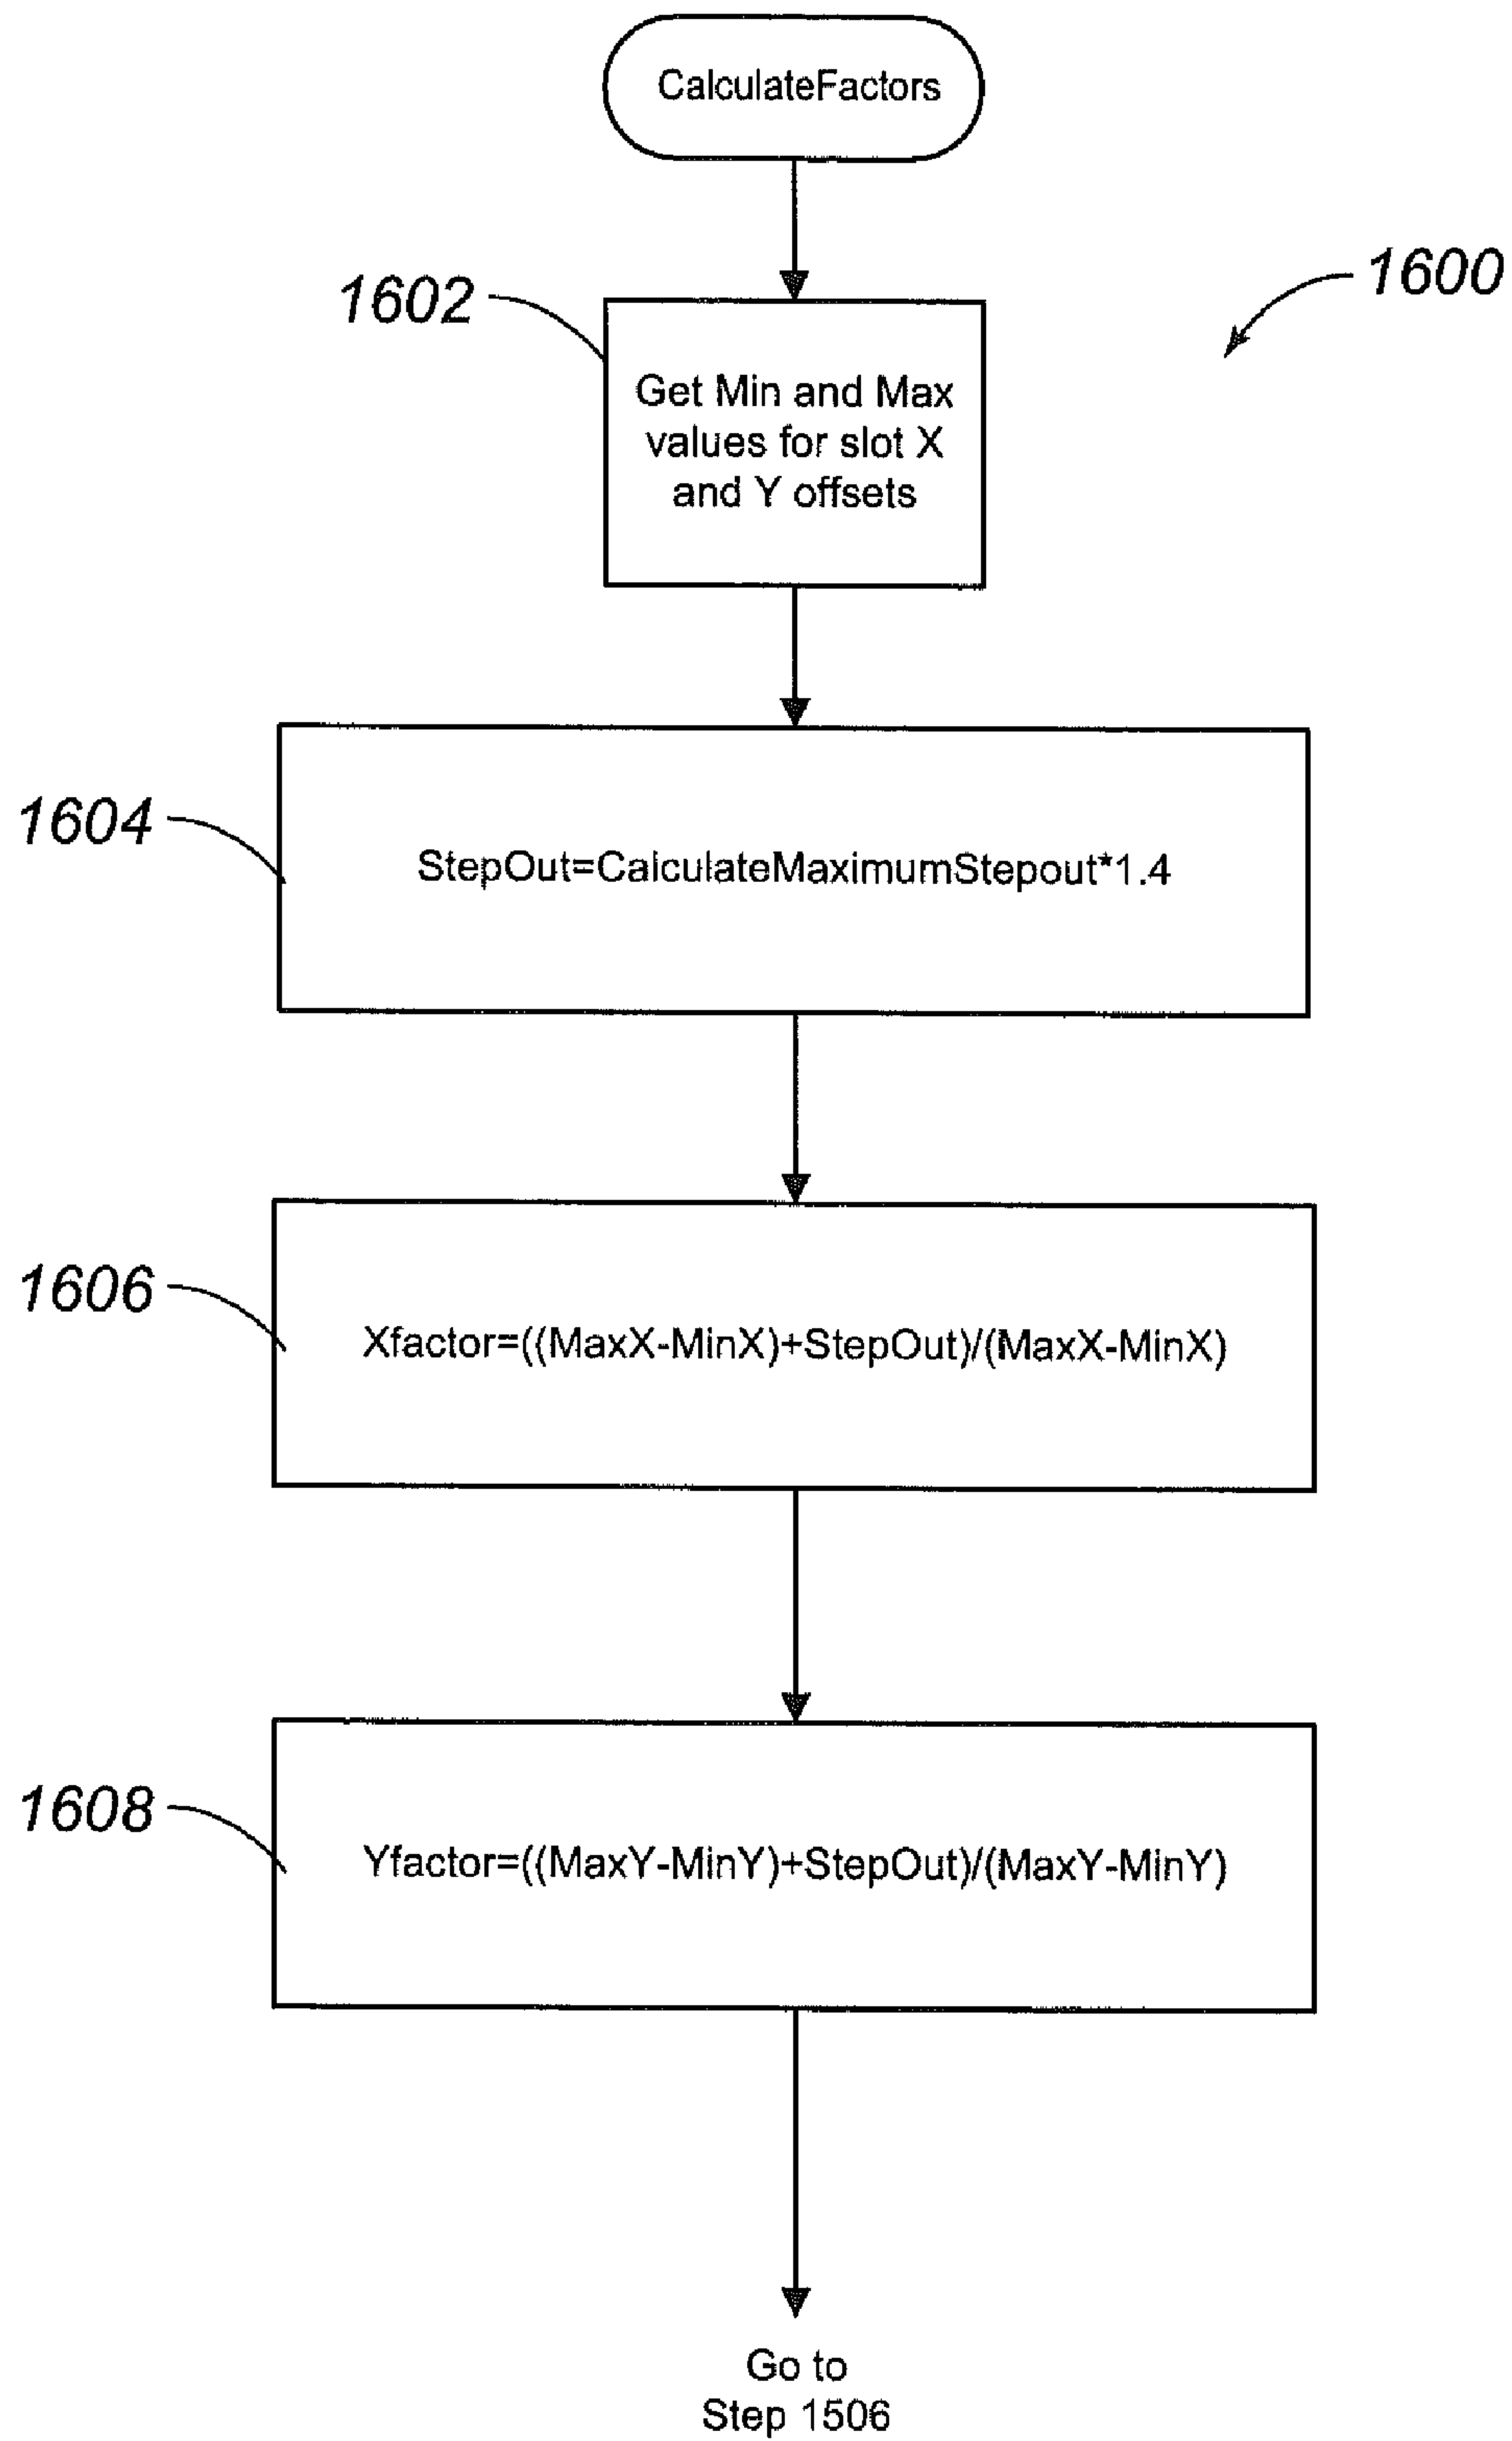 CalculateFactors
1600
1602
Get Min and Max
values for slot X
and Y offsets
1604
StepOut=CalculateMaximumStepout*1.4
1606
Xfactor=((MaxX-MinX)+StepOut)/(MaxX-MinX)
1608
Yfactor=((MaxY-MinY)+StepOut)/(MaxY-MinY)
Go to
Step 1506